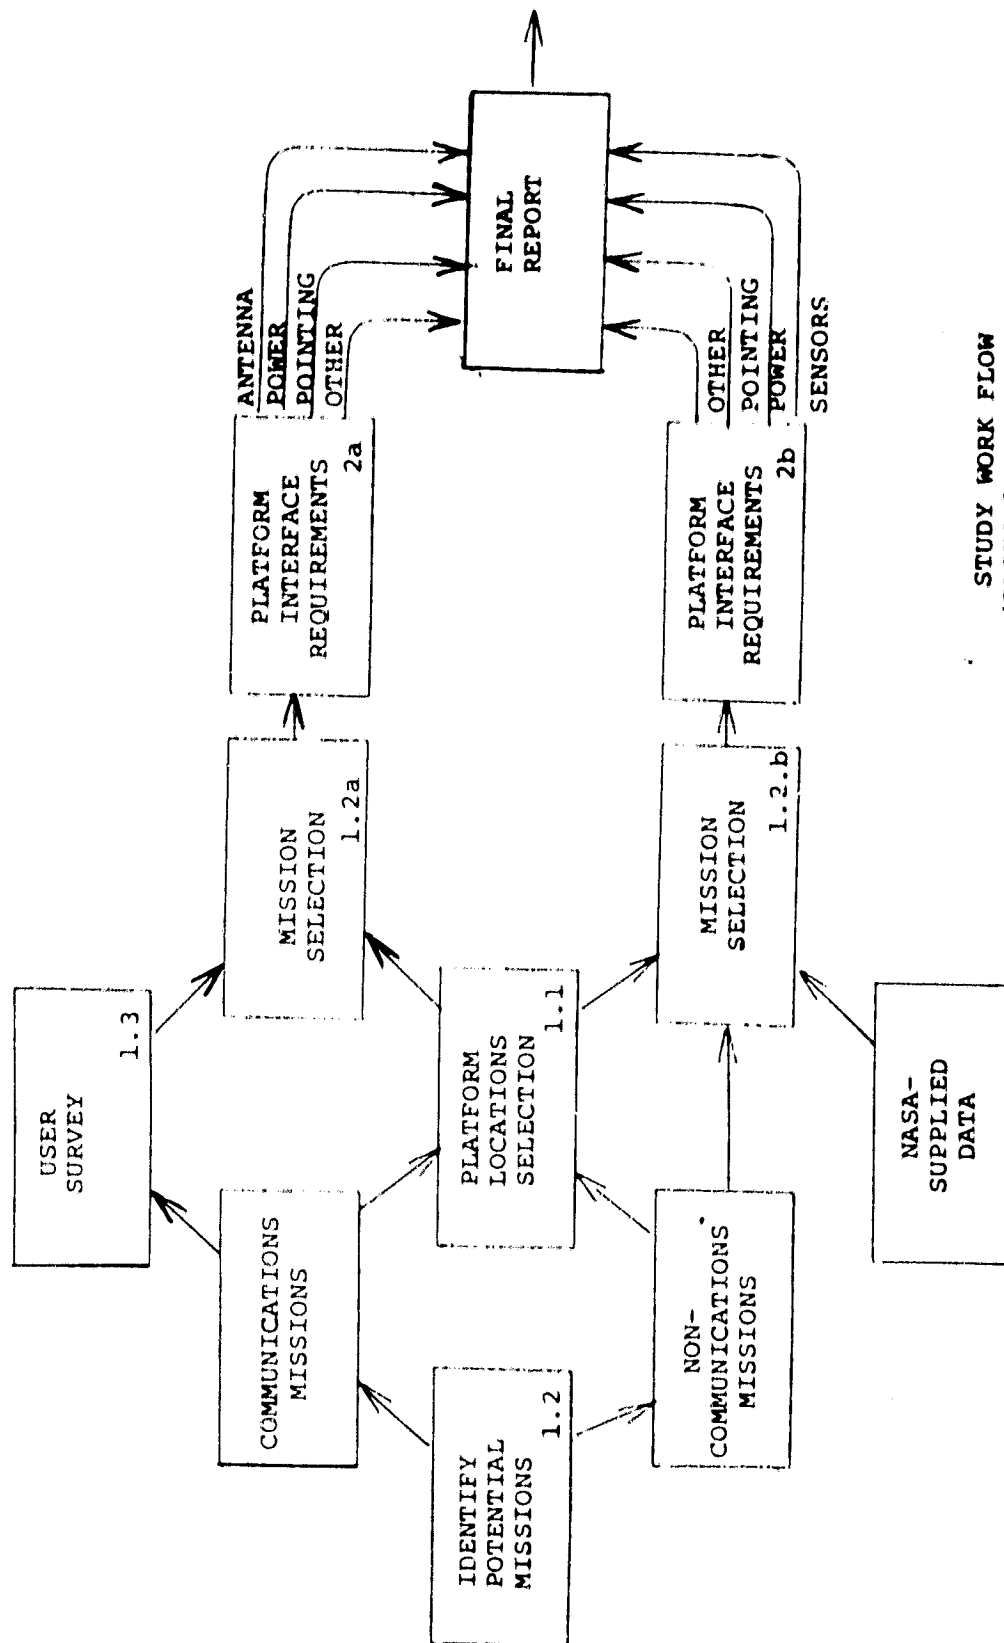 IDENTIFY
POTENTIAL
MISSIONS
1.2
COMMUNICATIONS
MISSIONS
NON-
COMMUNICATIONS
MISSIONS
USER
SURVEY
1.3
PLATFORM
LOCATIONS
SELECTION
1.1
NASA-
SUPPLIED
DATA
MISSION
SELECTION
1.2a
MISSION
SELECTION
1.2.b
PLATFORM
INTERFACE
REQUIREMENTS
2a
PLATFORM
INTERFACE
REQUIREMENTS
2b
ANTENNA
POWER
POINTING
OTHER
OTHER
POINTING
POWER
SENSORS
FINAL
REPORT
STUDY WORK FLOW